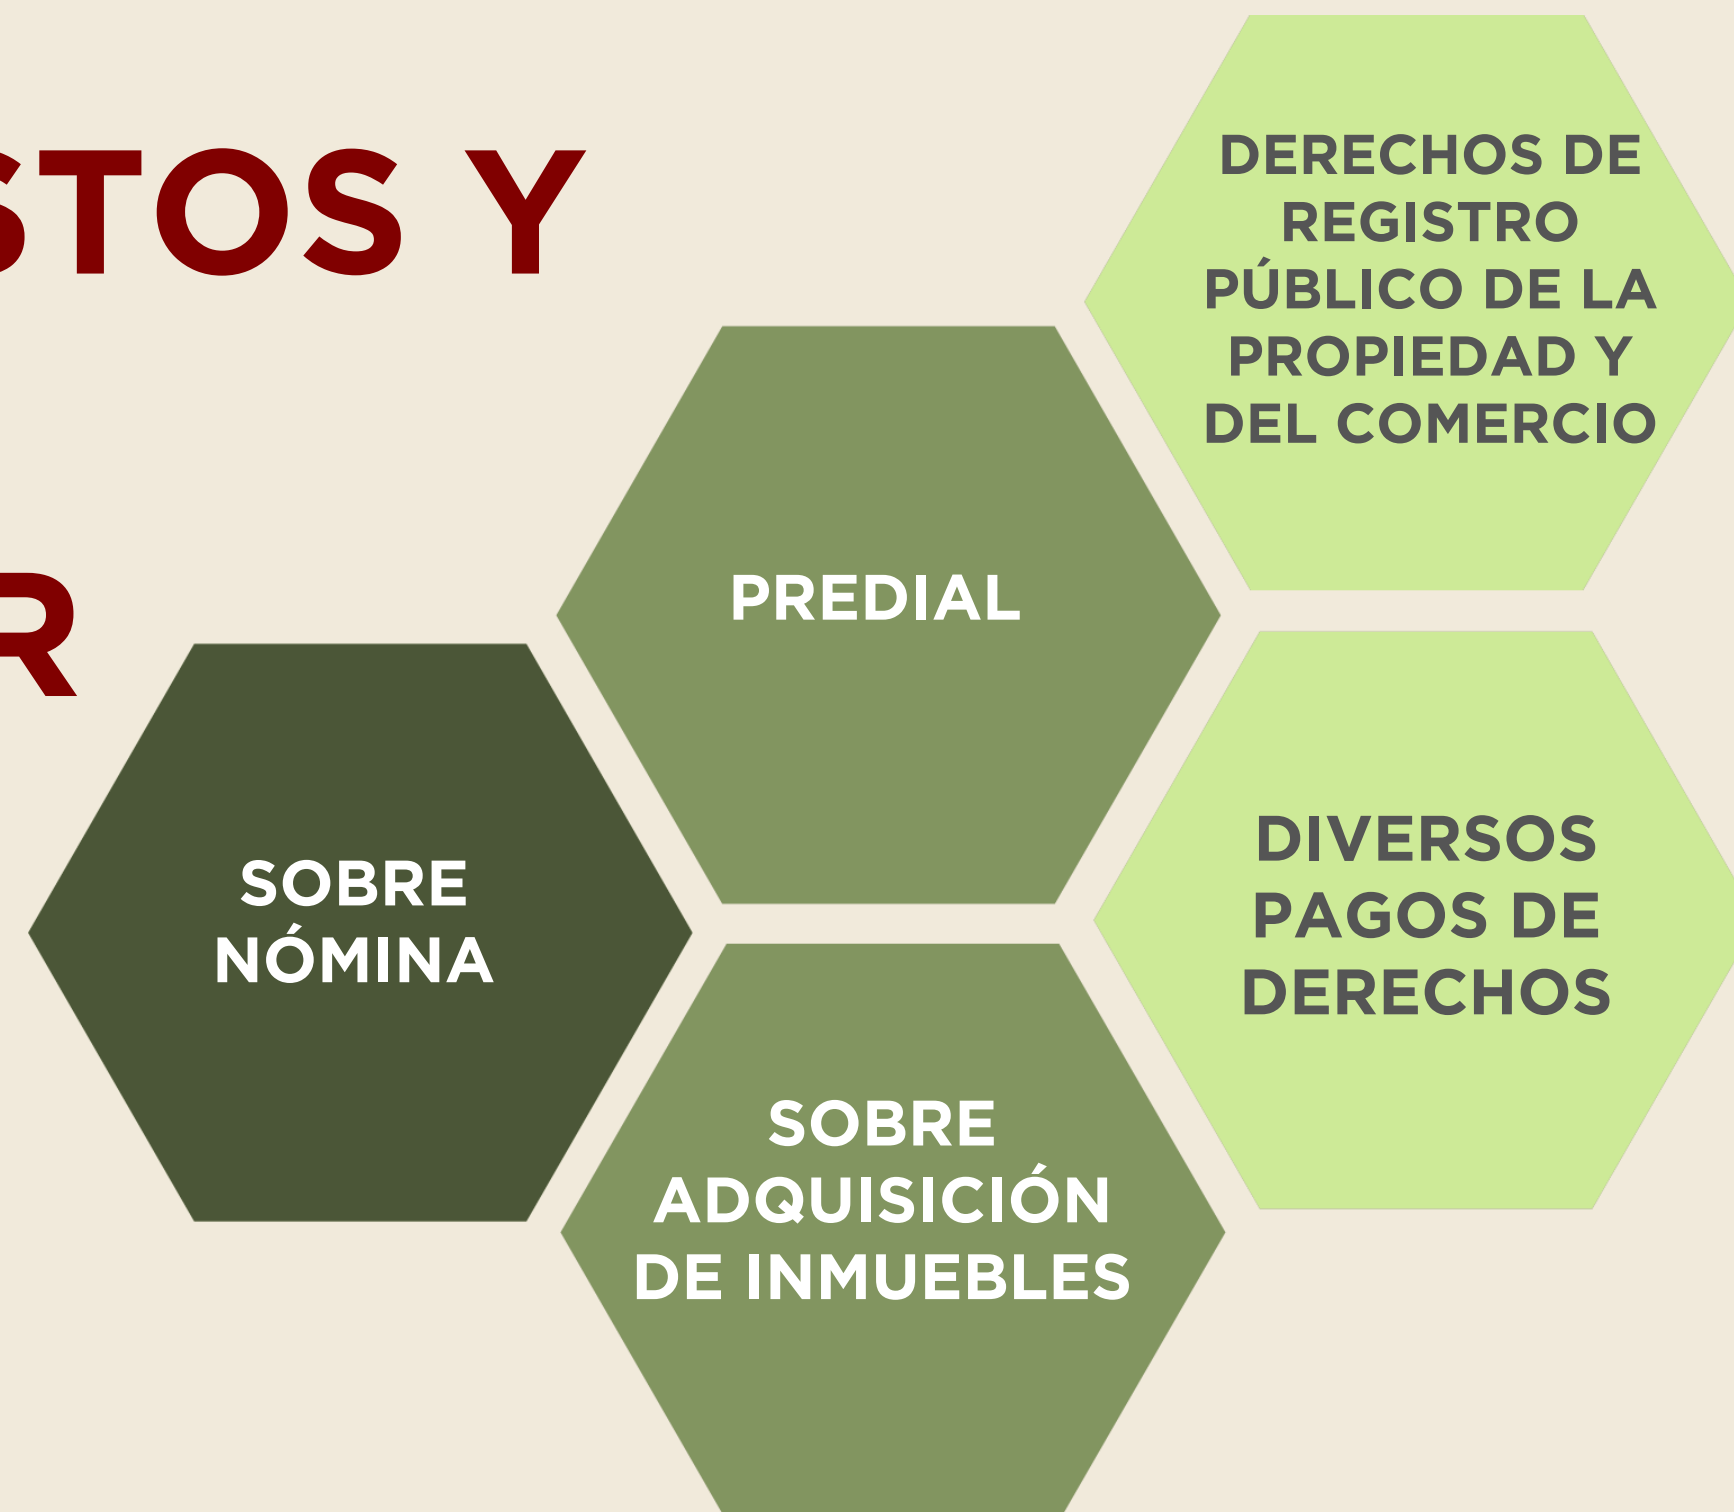 STOS Y
R
DERECHOS DE
REGISTRO
PÚBLICO DE LA
PROPIEDAD Y
DEL COMERCIO
PREDIAL
SOBRE
NÓMINA
DIVERSOS
PAGOS DE
DERECHOS
SOBRE
ADQUISICIÓN
DE INMUEBLES